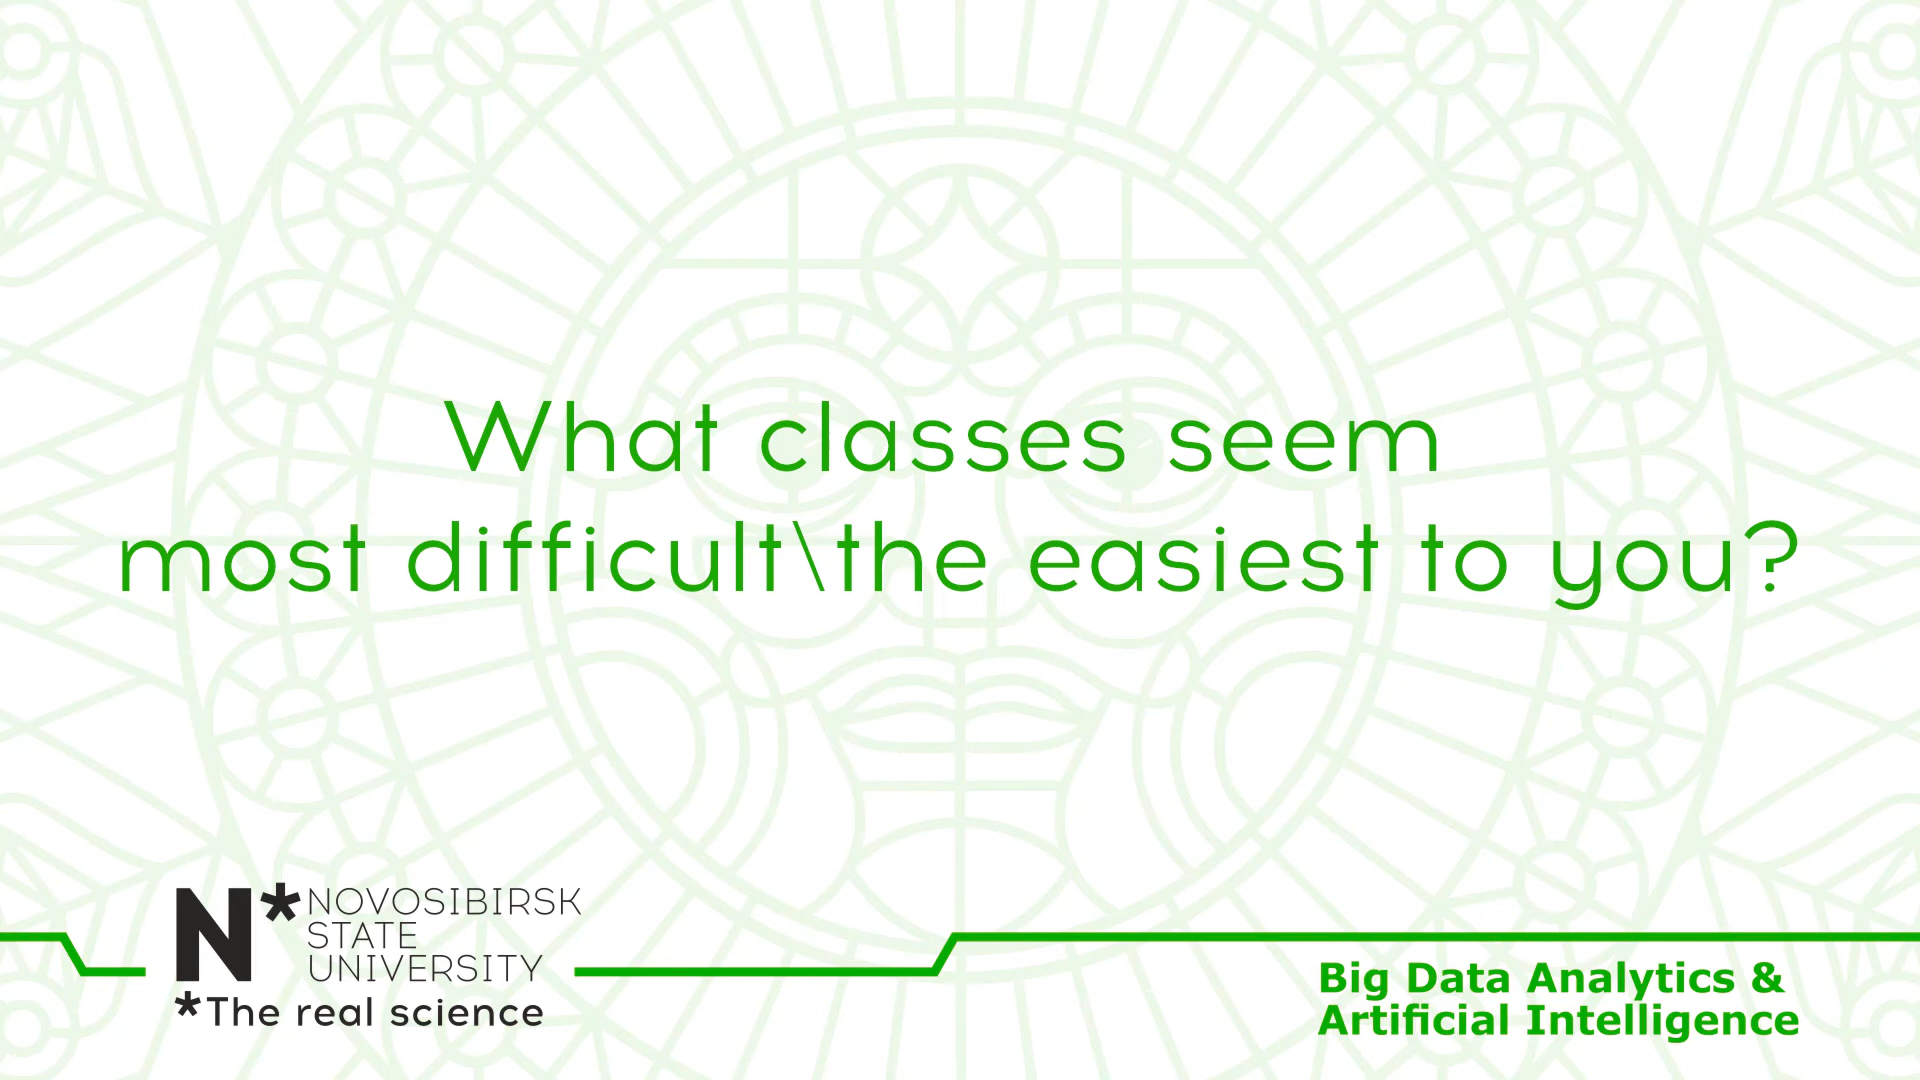 What classes seem
most difficult\the easiest to you?
N*NOVOSIBIRSK
STATE
UNIVERSITY
*The real science
Big Data Analytics &
Artificial Intelligence